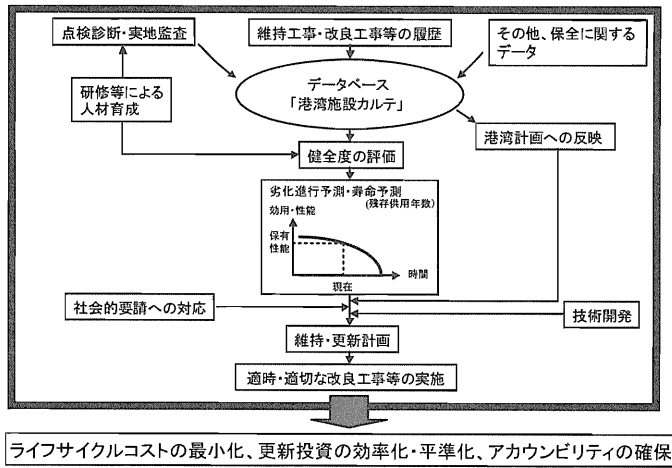 点検診断・実地監査
維持工事・改良工事等の履歴
その他、保全に関する
データ
データベース
「港湾施設カルテ」
研修等による
人材育成
港湾計画への反映
健全度の評価
劣化進行予測・寿命予測
(残存供用年数)
効用・性能
保有
性能
時間
現在
社会的要請への対応
技術開発
維持・更新計画
適時・適切な改良工事等の実施
ライフサイクルコストの最小化、更新投資の効率化・平準化、アカウンビリティの確保